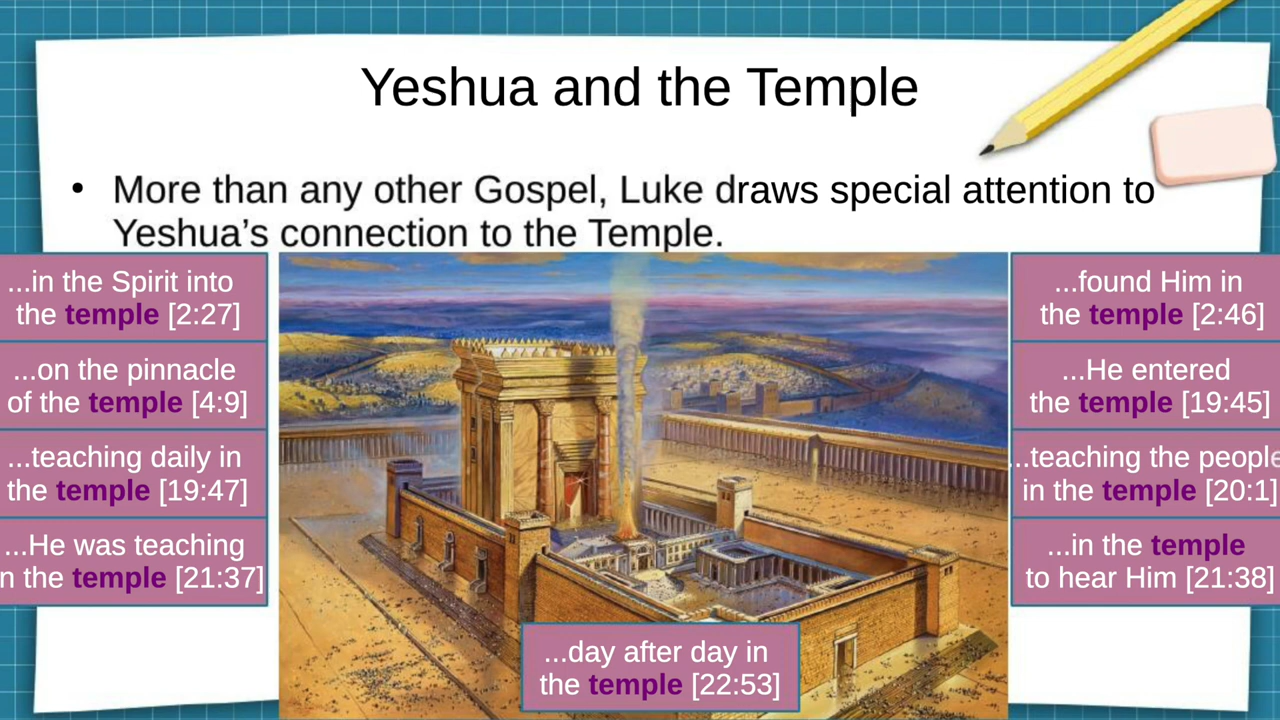 Yeshua and the Temple
• More than any other Gospel, Luke draws special attention to
Yeshua’s connection to the Temple.
...in the Spirit into
the temple [2:27]
...found Him in
the temple [2:46]
...on the pinnacle
of the temple [4:9]
...He entered
the temple [19:45]
...teaching daily in
the temple [19:47]
...teaching the people
in the temple [20:1]
...He was teaching
n the temple [21:37]
...in the temple
to hear Him [21:38]
...day after day in
the temple [22:53]